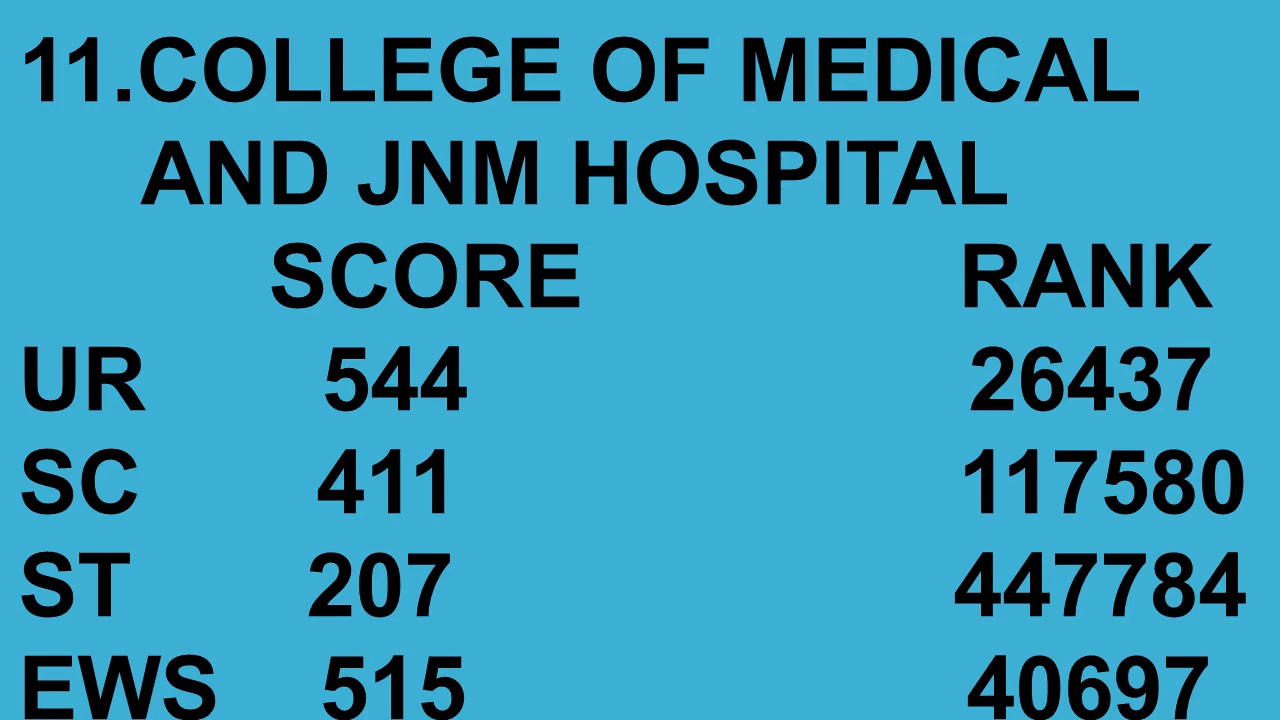 11.COLLEGE OF MEDICAL
AND JNM HOSPITAL
SCORE RANK
UR 544 26437
SC 411 117580
ST 207 447784
EWS 515 40697